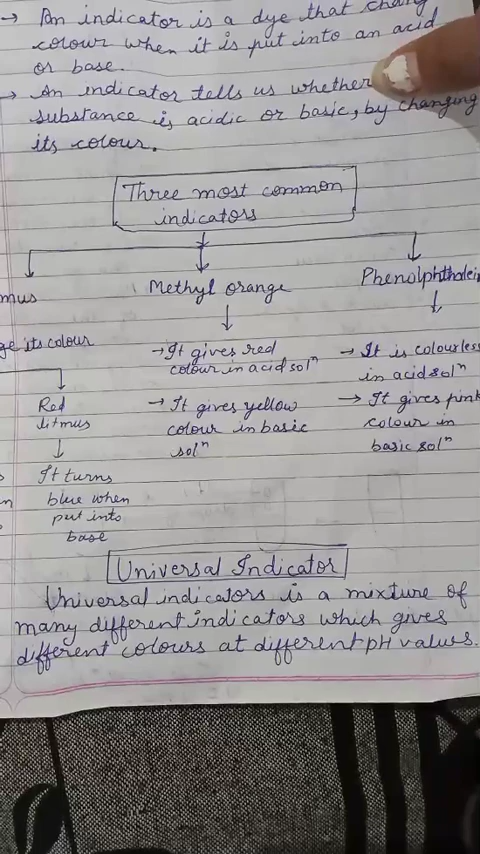 → An indicator is a dye that chang
colour when it is put into an acid
or base.
→ An indicator tells us whether
substance is acidic or basic, by changing
its colour.
Three most common
indicators
mus
ge its colour
Red
litmus
It turns
blue when
put into
base
Methyl orange
→ It gives red
colour in acid solⁿ
→ It gives yellow
colour in basic
solⁿ
Phenolphthalein
→ It is colourless
in acid solⁿ
→ It gives pink
colour in
basic solⁿ
Universal Indicator
Universal indicators is a mixture of
many different indicators which gives
different colours at different pH values.